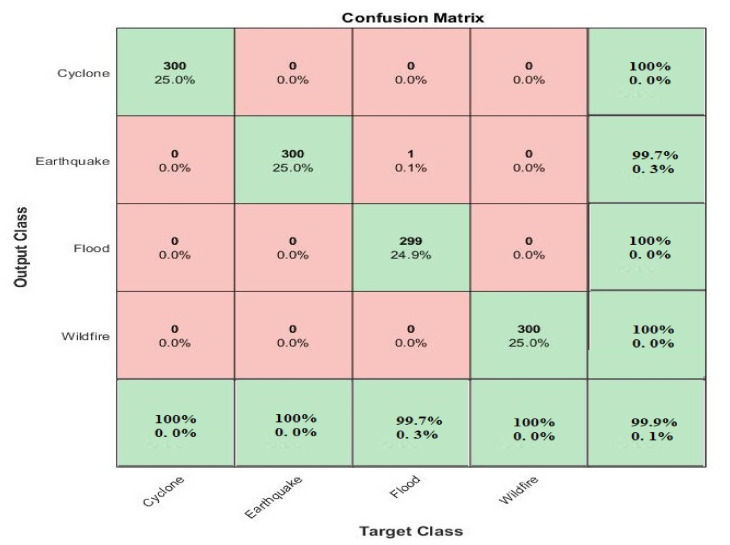 Confusion Matrix
Cyclone
300 0 0 0 100%
25.0% 0.0% 0.0% 0.0% 0. 0%
Earthquake
0 300 1 0 99.7%
0.0% 25.0% 0.1% 0.0% 0. 3%
Flood
0 0 299 0 100%
0.0% 0.0% 24.9% 0.0% 0. 0%
Wildfire
0 0 0 300 100%
0.0% 0.0% 0.0% 25.0% 0. 0%
100% 100% 99.7% 100% 99.9%
0. 0% 0. 0% 0. 3% 0. 0% 0. 1%
Output Class
Cyclone Earthquake Flood Wildfire
Target Class